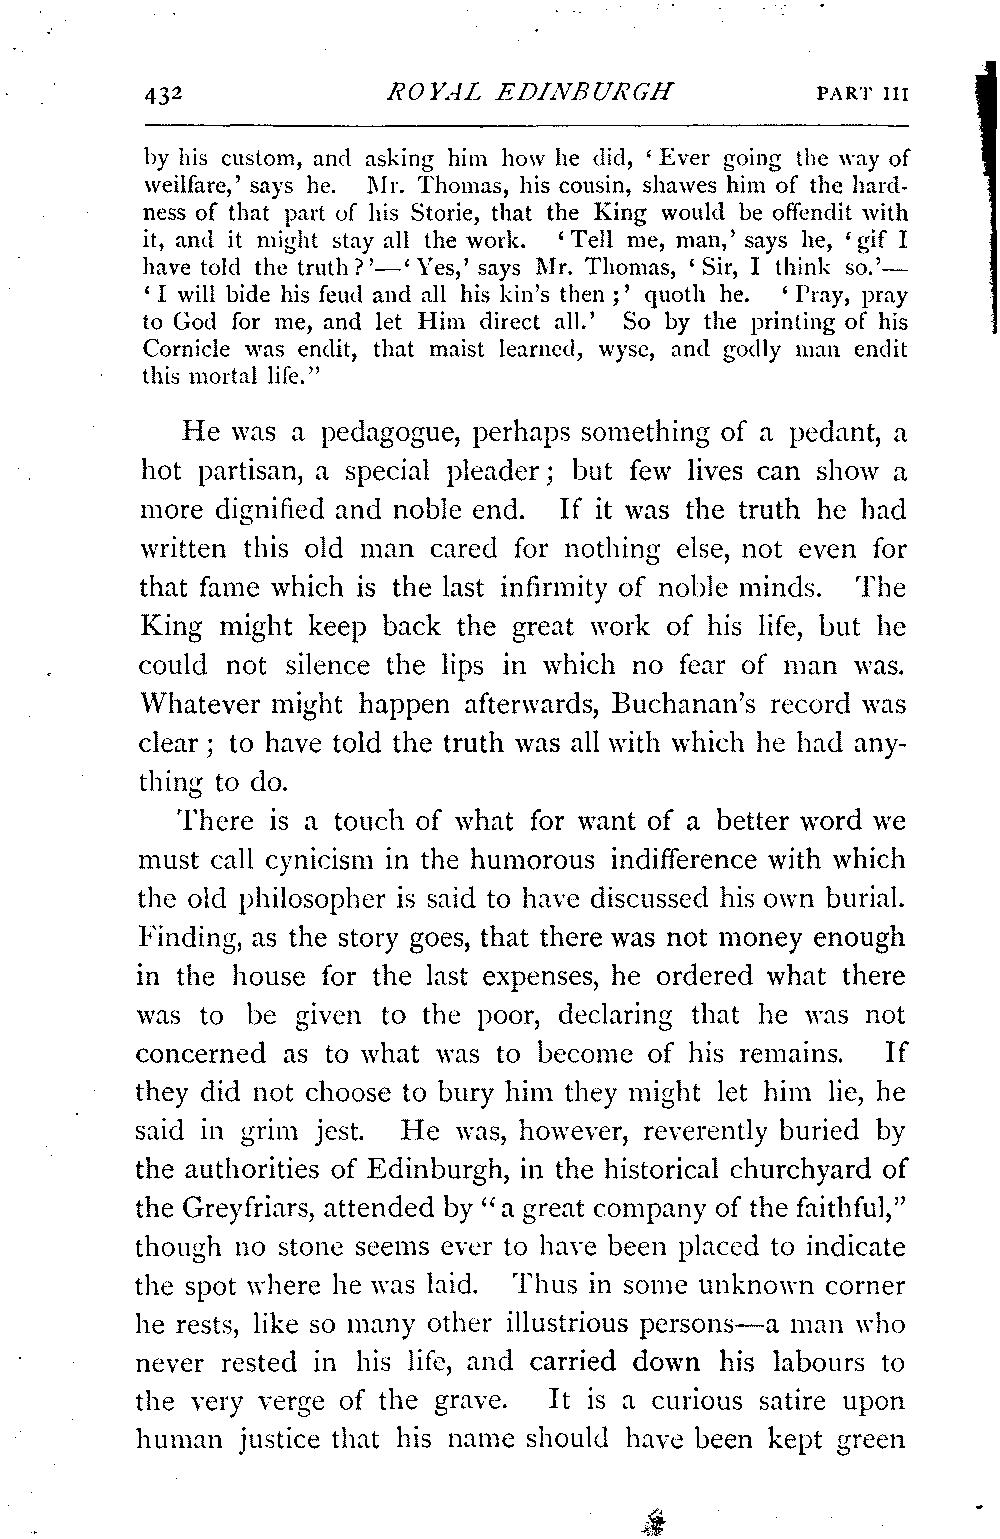 432 ROYAL EDINBURGH PART III
by his custom, and asking him how he did, ‘Ever going the way of
weilfare,’ says he. Mr. Thomas, his cousin, shawes him of the hard-
ness of that part of his Storie, that the King would be offendit with
it, and it might stay all the work. ‘Tell me, man,’ says he, ‘gif I
have told the truth?’—‘Yes,’ says Mr. Thomas, ‘Sir, I think so.’—
‘I will bide his feud and all his kin's then;’ quoth he. ‘Pray, pray
to God for me, and let Him direct all.’ So by the printing of his
Cornicle was endit, that maist learned, wyse, and godly man endit
this mortal life.”
He was a pedagogue, perhaps something of a pedant, a
hot partisan, a special pleader; but few lives can show a
more dignified and noble end. If it was the truth he had
written this old man cared for nothing else, not even for
that fame which is the last infirmity of noble minds. The
King might keep back the great work of his life, but he
could not silence the lips in which no fear of man was.
Whatever might happen afterwards, Buchanan's record was
clear; to have told the truth was all with which he had any-
thing to do.
There is a touch of what for want of a better word we
must call cynicism in the humorous indifference with which
the old philosopher is said to have discussed his own burial.
Finding, as the story goes, that there was not money enough
in the house for the last expenses, he ordered what there
was to be given to the poor, declaring that he was not
concerned as to what was to become of his remains. If
they did not choose to bury him they might let him lie, he
said in grim jest. He was, however, reverently buried by
the authorities of Edinburgh, in the historical churchyard of
the Greyfriars, attended by “a great company of the faithful,”
though no stone seems ever to have been placed to indicate
the spot where he was laid. Thus in some unknown corner
he rests, like so many other illustrious persons—a man who
never rested in his life, and carried down his labours to
the very verge of the grave. It is a curious satire upon
human justice that his name should have been kept green